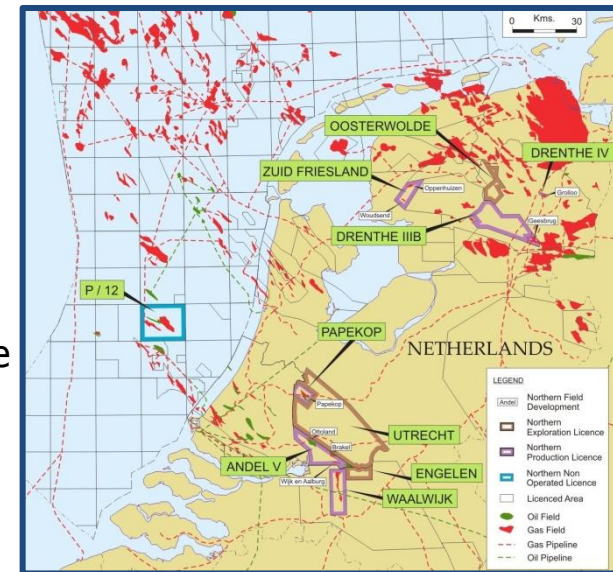 0 Kms. 30
OOSTERWOLDE
DRENTHE IV
ZUID FRIESLAND
Oppenhuizen
Grolloo
Woudsend
Geesbrug
DRENTHE IIIB
P / 12
e
PAPEKOP
NETHERLANDS
Papekop
LEGEND
Andel Northern Field
Development
Northern
Exploration Licence
Northern
Production Licence
Northern Non
Operated Licence
Licenced Area
Oil Field
Gas Field
Gas Pipeline
Oil Pipeline
Ottoland
UTRECHT
Brakel
ANDEL V
ENGELEN
Wijk en Aalburg
WAALWIJK